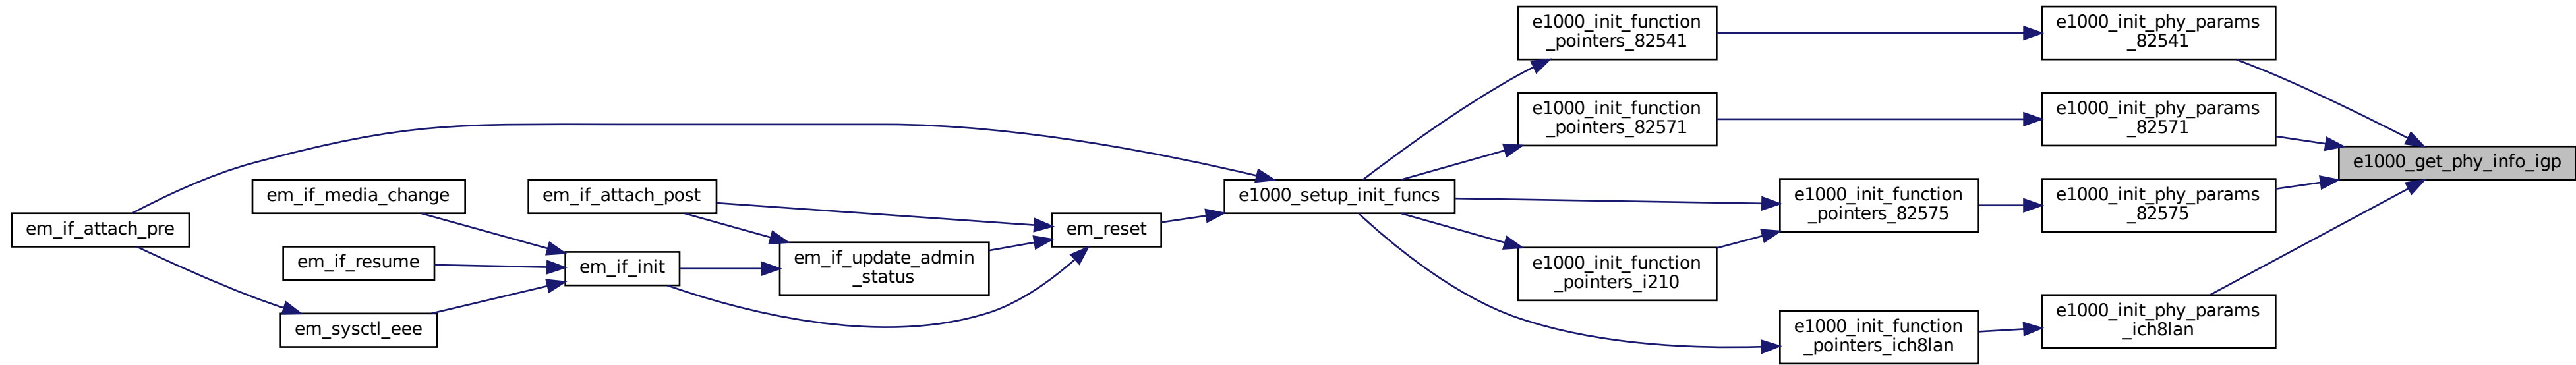 e1000_init_function
_pointers_82541
e1000_init_phy_params
_82541
e1000_init_function
_pointers_82571
e1000_init_phy_params
_82571
e1000_get_phy_info_igp
em_if_media_change
em_if_attach_post
e1000_setup_init_funcs
e1000_init_function
_pointers_82575
e1000_init_phy_params
_82575
em_if_attach_pre
em_reset
em_if_resume
em_if_init
em_if_update_admin
_status
e1000_init_function
_pointers_i210
em_sysctl_eee
e1000_init_function
_pointers_ich8lan
e1000_init_phy_params
_ich8lan